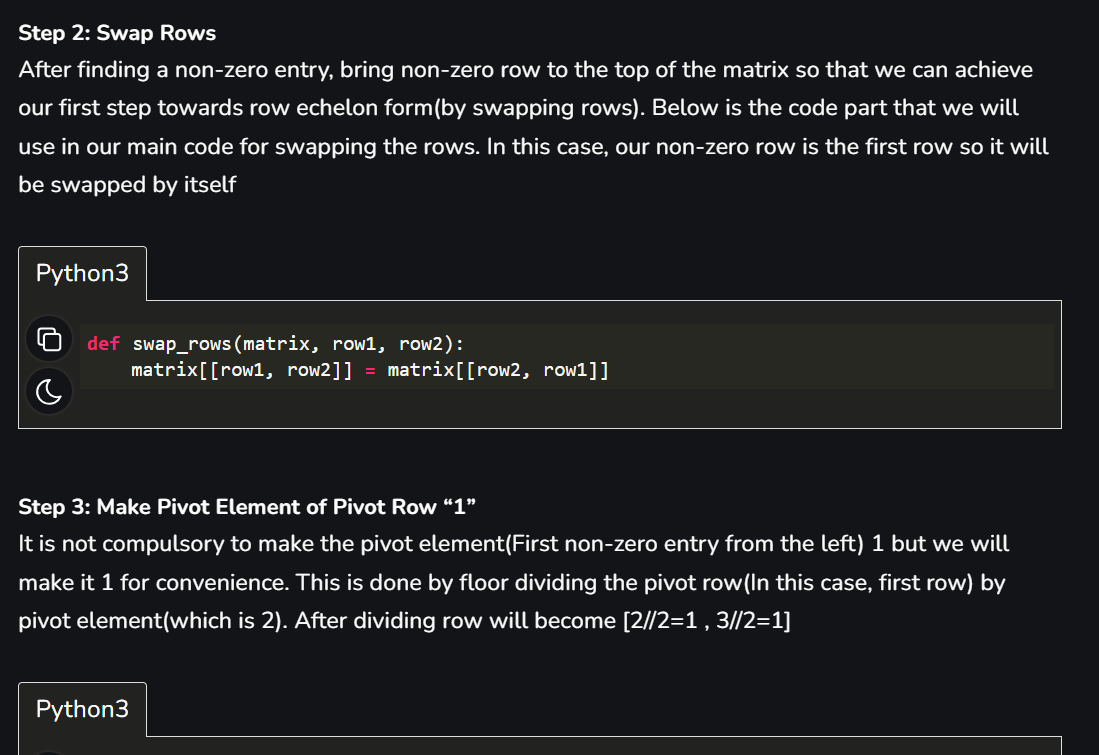 Step 2: Swap Rows
After finding a non-zero entry, bring non-zero row to the top of the matrix so that we can achieve
our first step towards row echelon form(by swapping rows). Below is the code part that we will
use in our main code for swapping the rows. In this case, our non-zero row is the first row so it will
be swapped by itself
Python3
def swap_rows(matrix, row1, row2):
    matrix[[row1, row2]] = matrix[[row2, row1]]
Step 3: Make Pivot Element of Pivot Row “1”
It is not compulsory to make the pivot element(First non-zero entry from the left) 1 but we will
make it 1 for convenience. This is done by floor dividing the pivot row(In this case, first row) by
pivot element(which is 2). After dividing row will become [2//2=1 , 3//2=1]
Python3